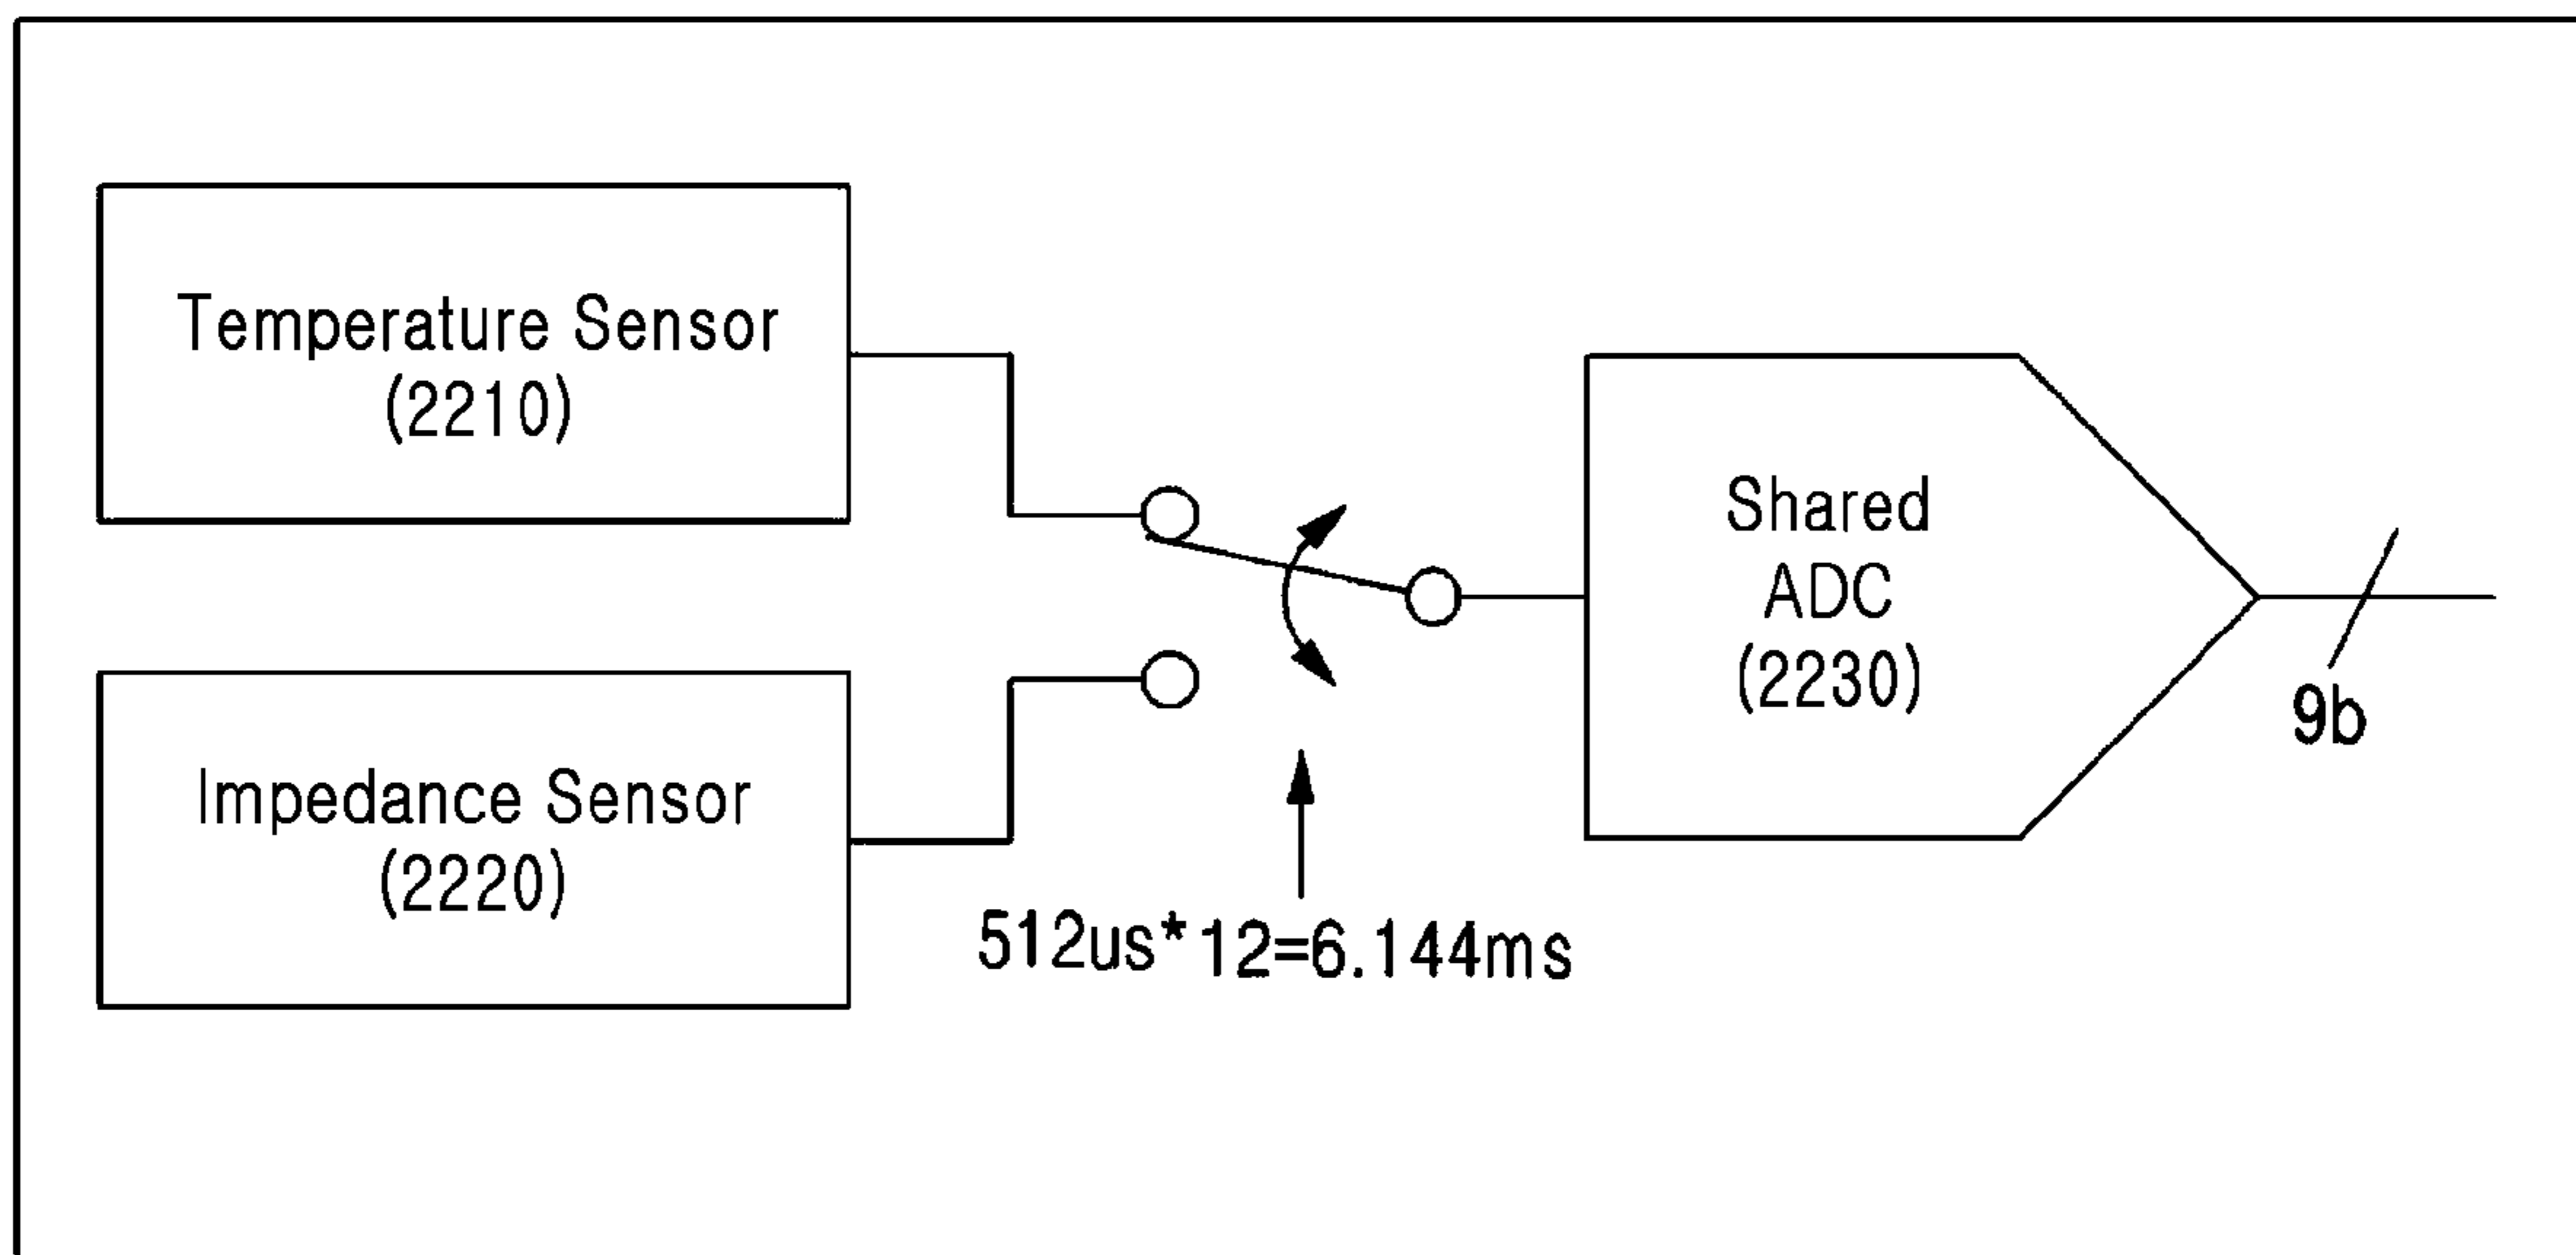 Temperature Sensor
(2210)
Impedance Sensor
(2220)
512us*12=6.144ms
Shared
ADC
(2230)
9b